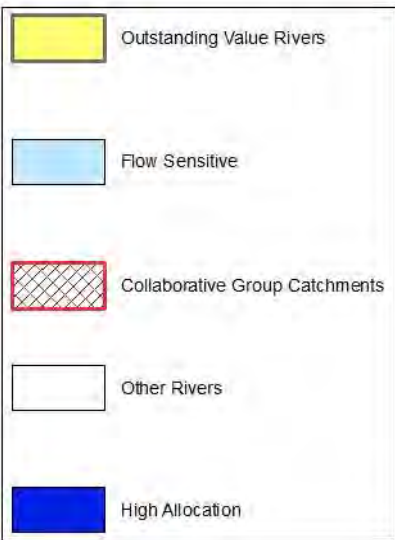 Outstanding Value Rivers
Flow Sensitive
Collaborative Group Catchments
Other Rivers
High Allocation